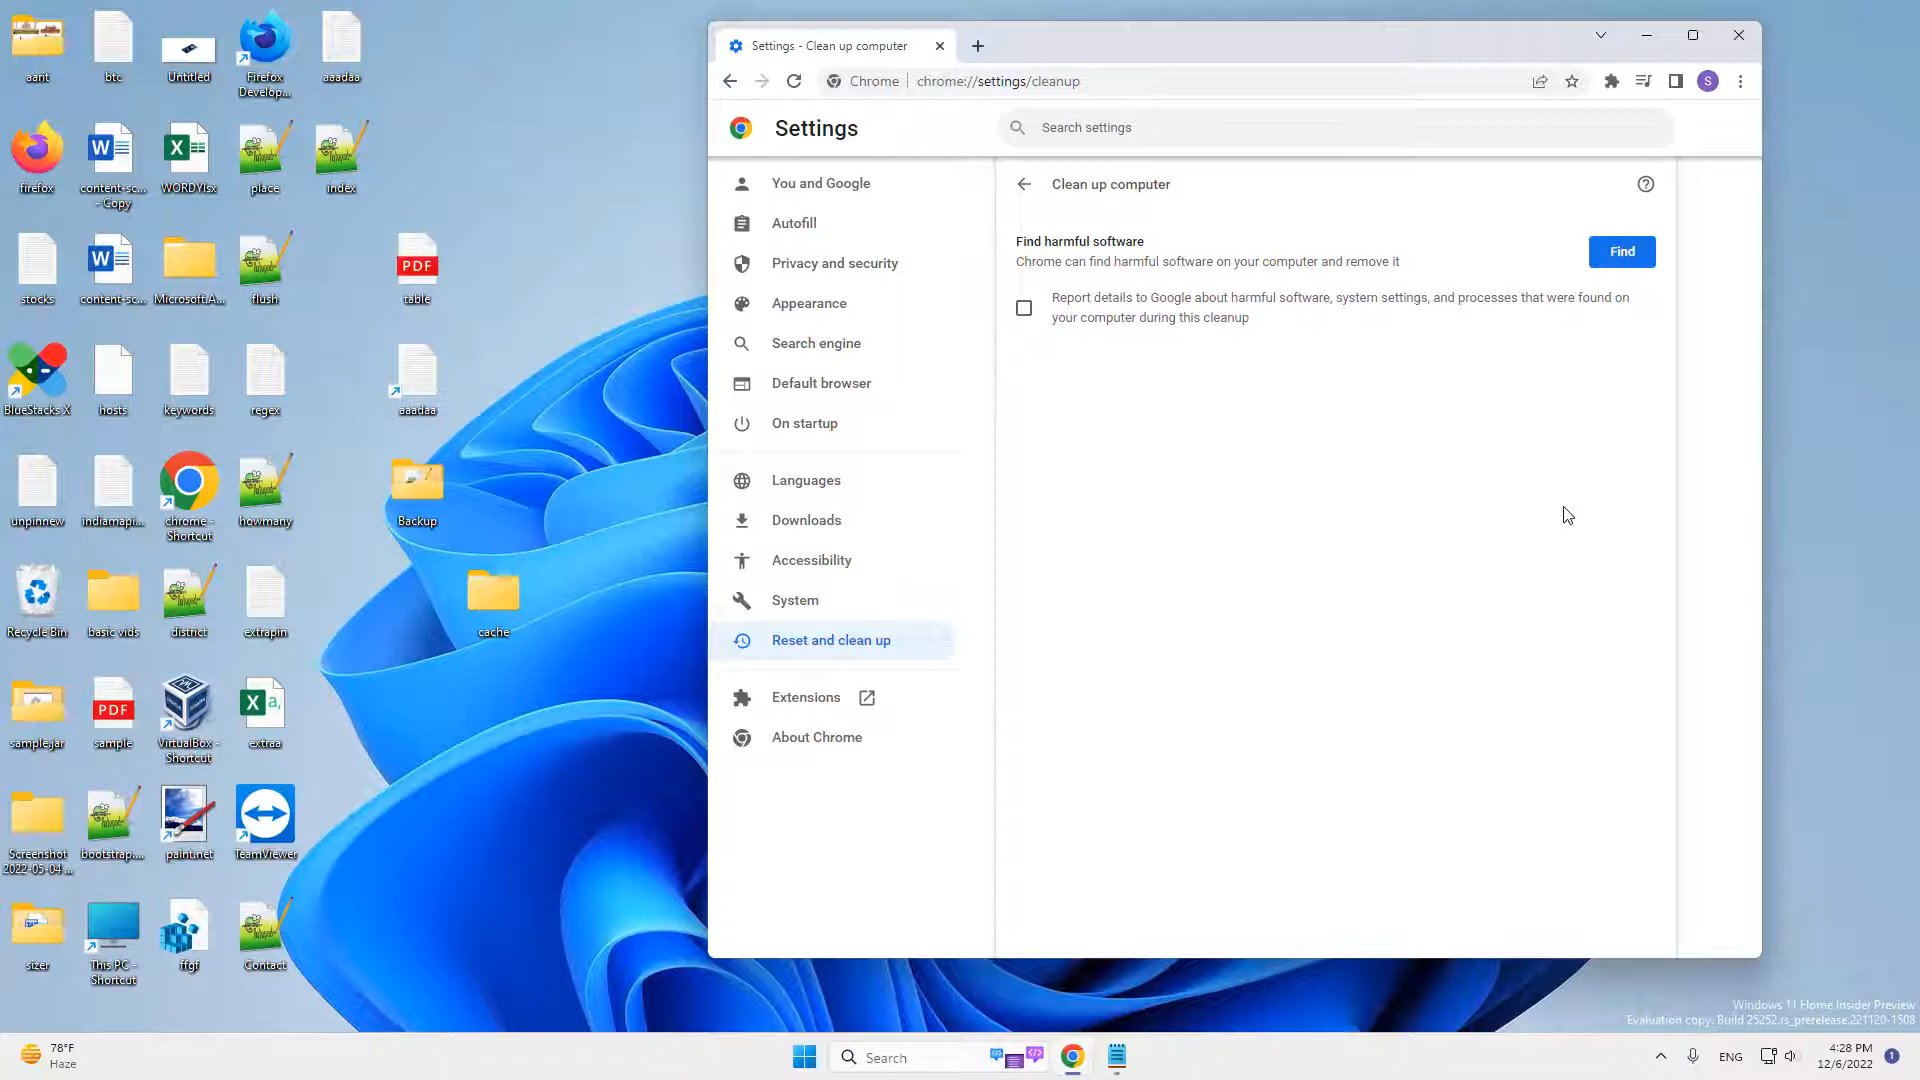 aarit
btc
Untitled
Firefox
Develop...
aaadaa
firefox
content-sc...
- Copy
WORDYlsx
place
index
stocks
content-sc...
Microsoft.A...
flush
PDF
table
BlueStacks X
hosts
keywords
regex
aaadaa
unpinnew
indiamapi...
chrome -
Shortcut
howmany
Backup
Recycle Bin
basic vids
district
extrapin
cache
sample.jar
PDF
sample
VirtualBox -
Shortcut
extraa
Screenshot
2022-05-04 ...
bootstrap....
paint.net
TeamViewer
sizer
This PC -
Shortcut
ffgf
Contact
Settings - Clean up computer
Chrome
chrome://settings/cleanup
S
Settings
Search settings
You and Google
Autofill
Privacy and security
Appearance
Search engine
Default browser
On startup
Languages
Downloads
Accessibility
System
Reset and clean up
Extensions
About Chrome
Clean up computer
Find harmful software
Chrome can find harmful software on your computer and remove it
Find
Report details to Google about harmful software, system settings, and processes that were found on
your computer during this cleanup
Windows 11 Home Insider Preview
Evaluation copy. Build 25252.rs_prerelease.221120-1508
78°F
Haze
Search
ENG
4:28 PM
12/6/2022
1